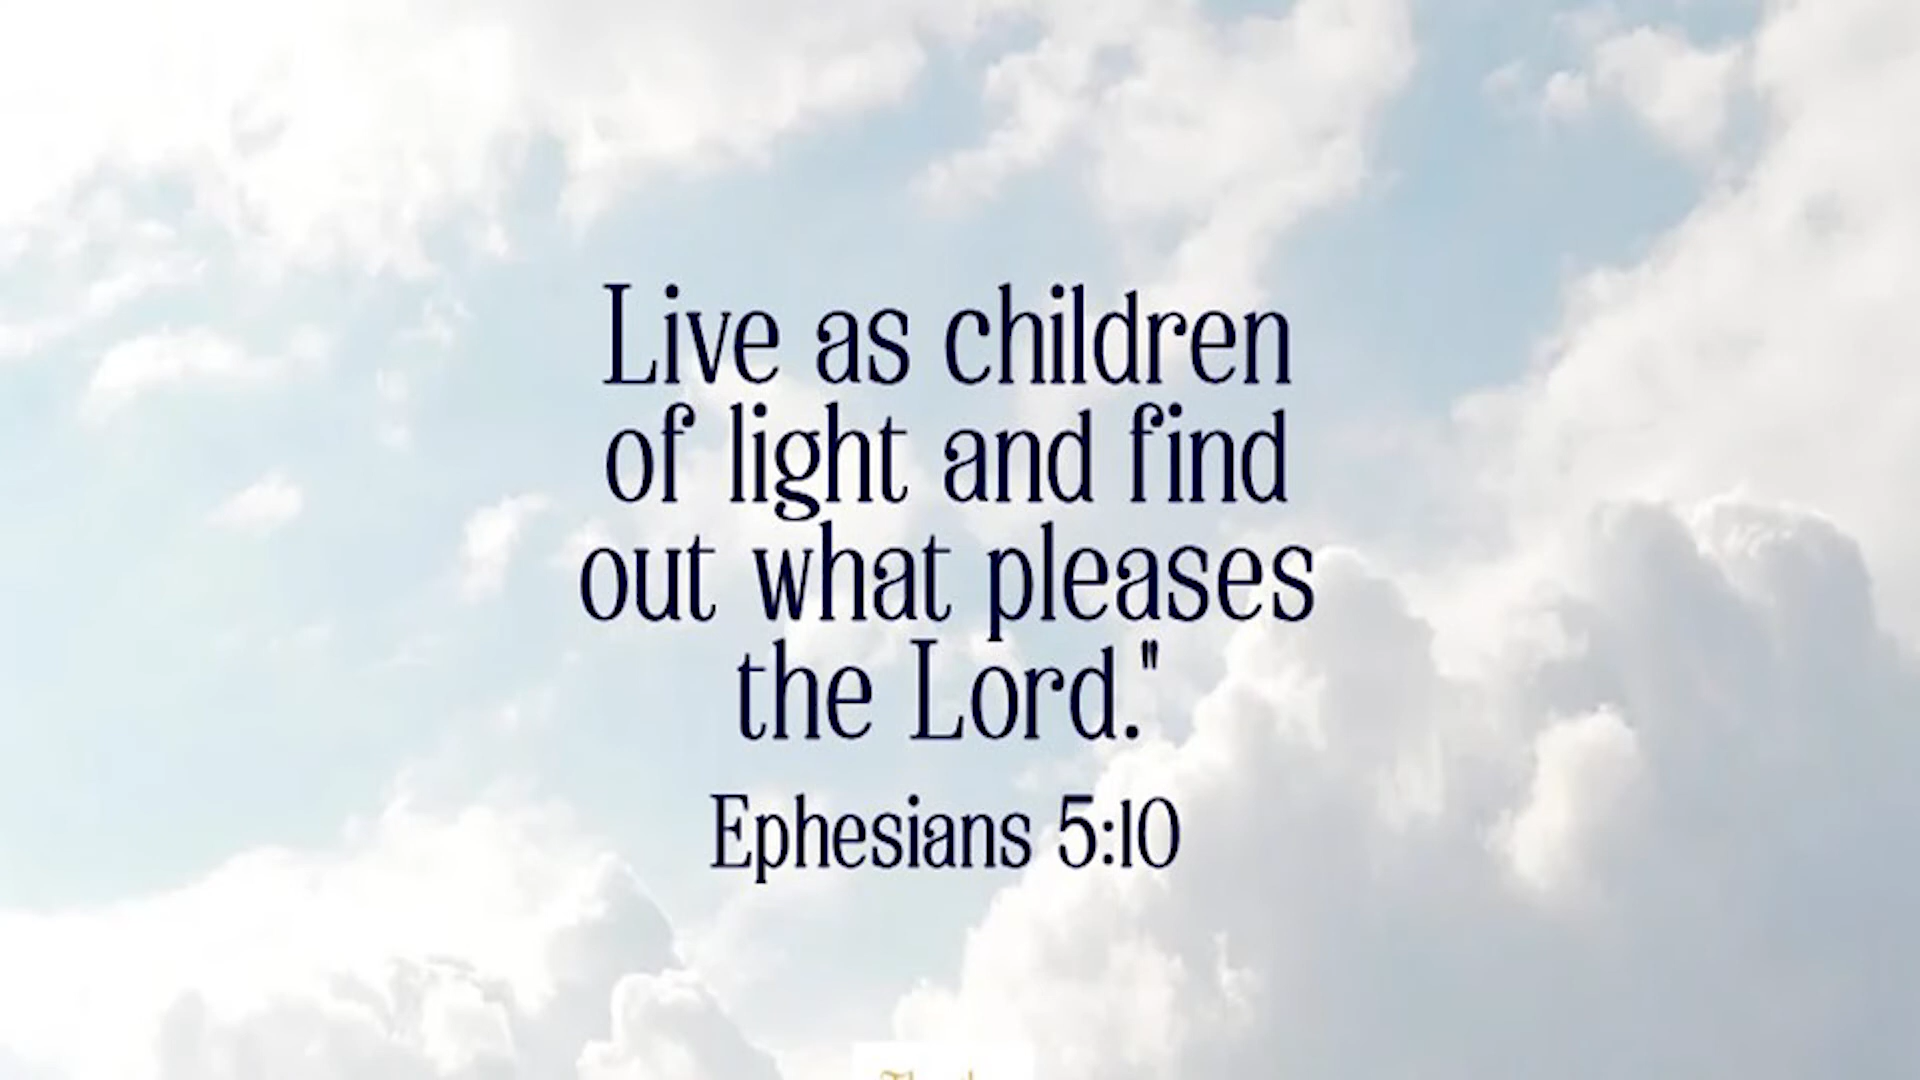 Live as children
of light and find
out what pleases
the Lord."
Ephesians 5:10